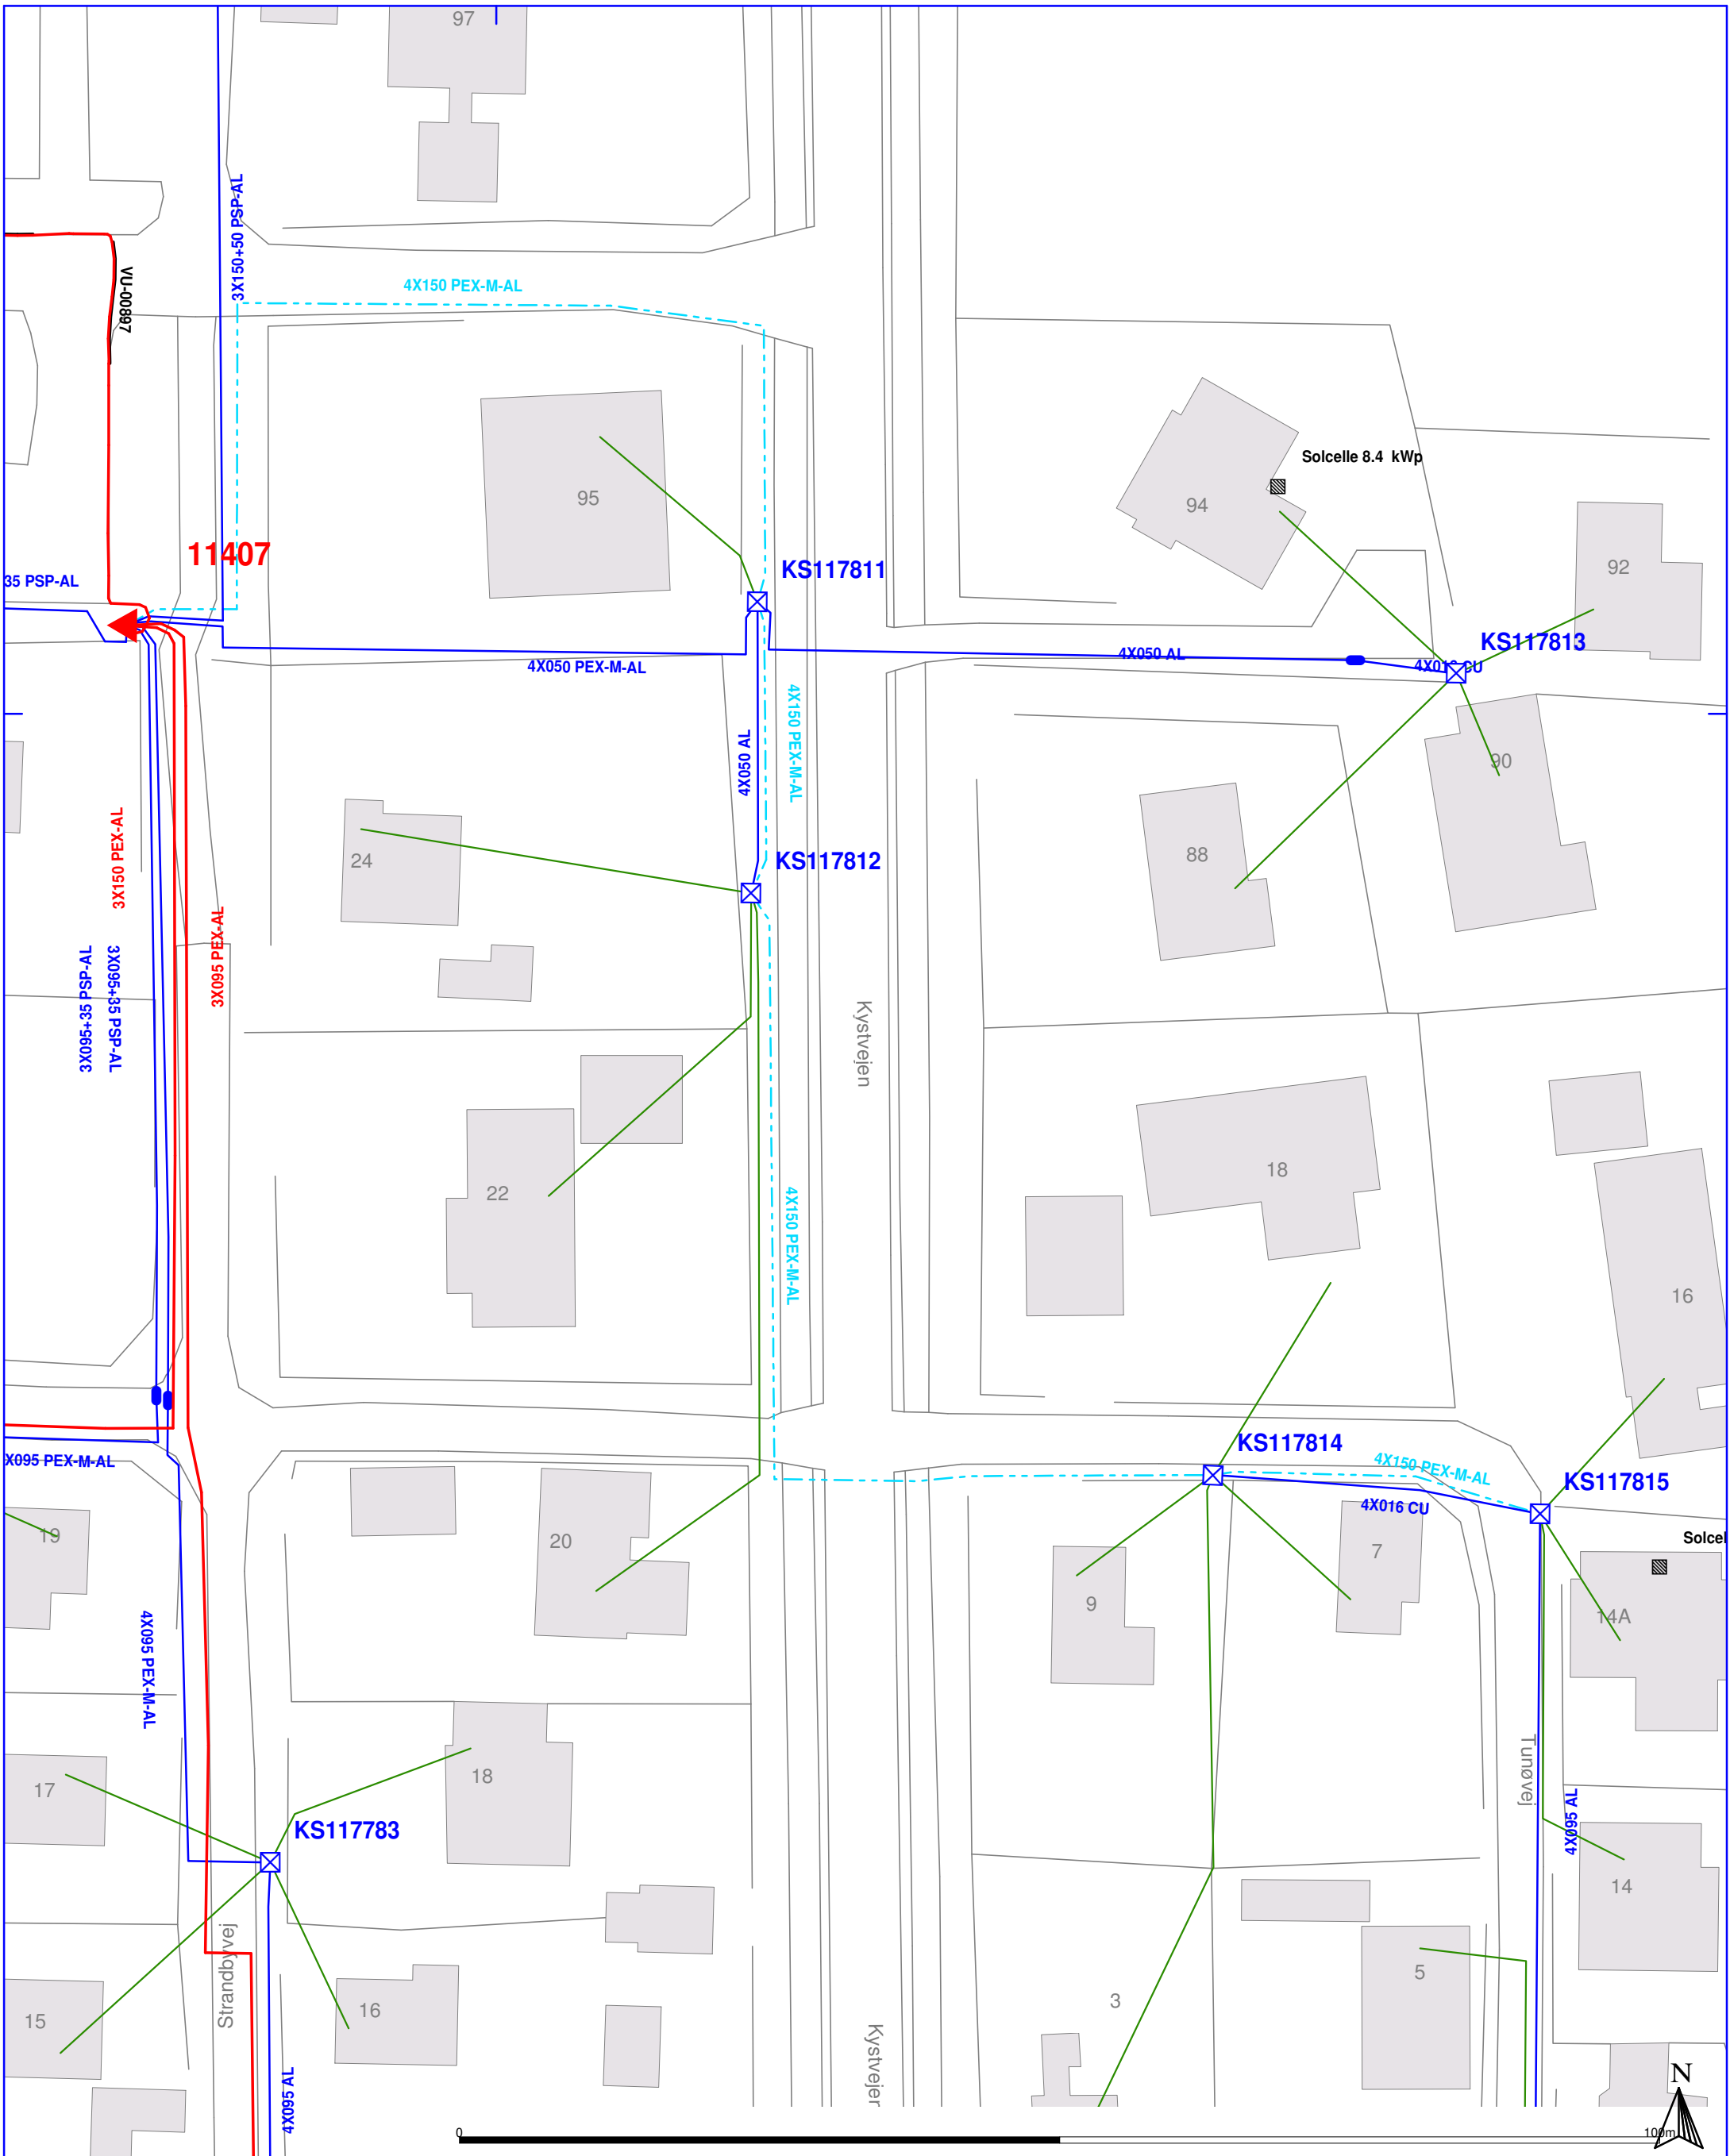 97
3X150+50 PSP-AL
VU-00897
4X150 PEX-M-AL
Solcelle 8.4 kWp
94
95
92
11407
35 PSP-AL
KS117811
KS117813
4X050 PEX-M-AL
4X050 AL
4X016 CU
4X150 PEX-M-AL
4X050 AL
90
88
24
KS117812
3X150 PEX-AL
3X095 PEX-AL
3X095+35 PSP-AL
3X095+35 PSP-AL
Kystvejen
18
22
4X150 PEX-M-AL
16
KS117814
X095 PEX-M-AL
4X150 PEX-M-AL
KS117815
4X016 CU
19
20
7
Solcel
9
14A
4X095 PEX-M-AL
Tunøvej
17
18
KS117783
4X095 AL
14
Strandbyvej
5
3
15
16
Kystvejer
4X095 AL
N
0
100m